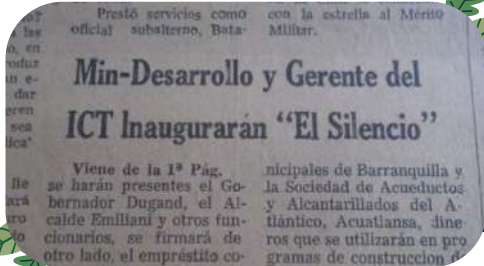 Prestó servicios como
oficial subalterno, Bata-
con la estrella al Mérito
Militar.
Min-Desarrollo y Gerente del
ICT Inaugurarán “El Silencio”
Viene de la 1ª Pág.
se harán presentes el Go-
bernador Dugand, el Al-
calde Emiliani y otros fun-
cionarios, se firmará de
otro lado, el empréstito co-
nicipales de Barranquilla y
la Sociedad de Acueductos
y Alcantarillados del A-
tlántico, Acuatlansa, dine-
ros que se utilizarán en pro
gramas de construccion